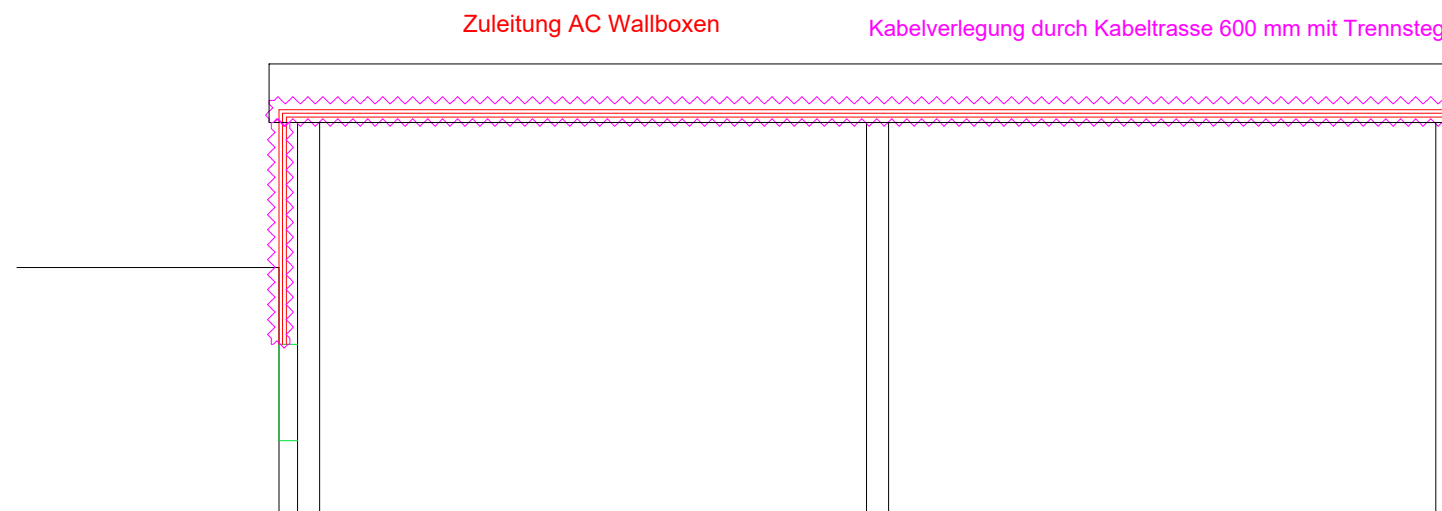 Zuleitung AC Wallboxen
Kabelverlegung durch Kabeltrasse 600 mm mit Trennsteg